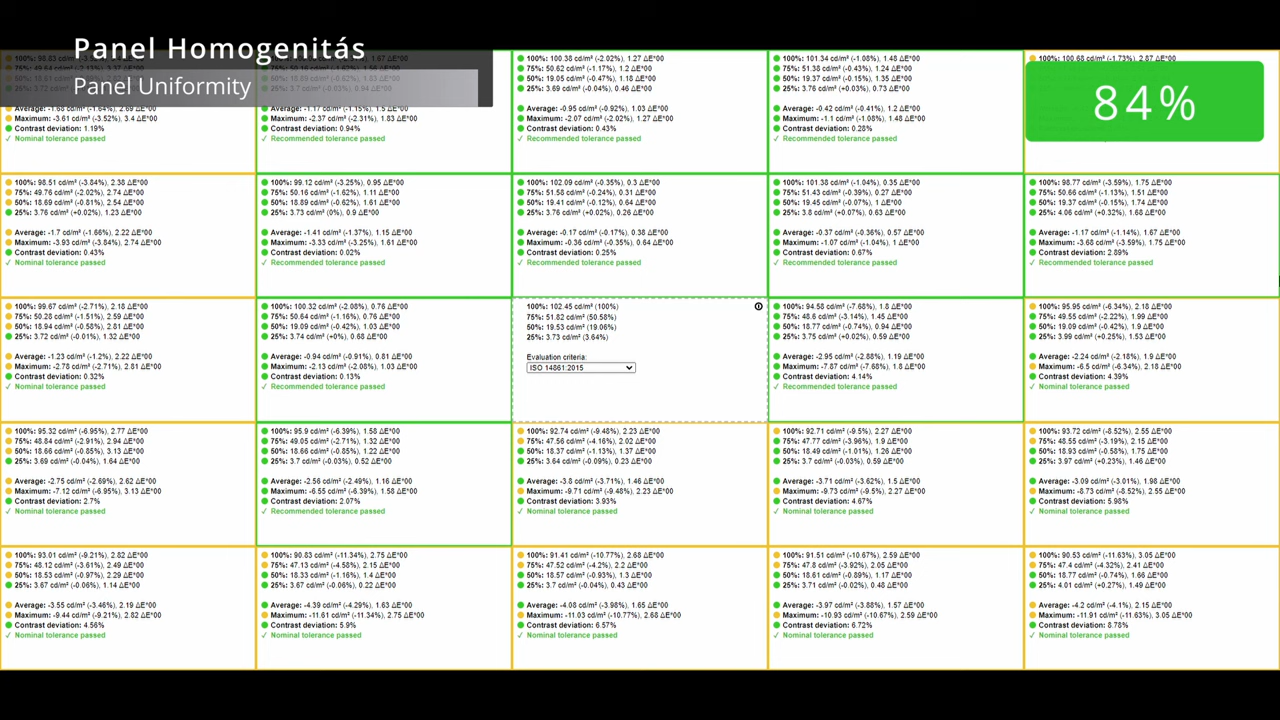 Panel Homogenitás
Panel Uniformity
84%
Average: -1.68 cd/m² (-1.64%), 2.69 ΔE*00
Maximum: -3.61 cd/m² (-3.52%), 3.4 ΔE*00
Contrast deviation: 1.19%
✓ Nominal tolerance passed
Average: -1.17 cd/m² (-1.15%), 1.15 ΔE*00
Maximum: -2.37 cd/m² (-2.31%), 1.83 ΔE*00
Contrast deviation: 0.94%
✓ Recommended tolerance passed
100%: 100.38 cd/m² (-2.02%), 1.27 ΔE*00
75%: 50.62 cd/m² (-1.17%), 1.2 ΔE*00
50%: 19.05 cd/m² (-0.47%), 1.18 ΔE*00
25%: 3.69 cd/m² (-0.04%), 0.46 ΔE*00
Average: -0.95 cd/m² (-0.92%), 1.03 ΔE*00
Maximum: -2.07 cd/m² (-2.02%), 1.27 ΔE*00
Contrast deviation: 0.43%
✓ Recommended tolerance passed
100%: 101.34 cd/m² (-1.08%), 1.48 ΔE*00
75%: 51.38 cd/m² (-0.43%), 1.24 ΔE*00
50%: 19.37 cd/m² (-0.15%), 1.35 ΔE*00
25%: 3.76 cd/m² (+0.03%), 0.73 ΔE*00
Average: -0.42 cd/m² (-0.41%), 1.2 ΔE*00
Maximum: -1.1 cd/m² (-1.08%), 1.48 ΔE*00
Contrast deviation: 0.28%
✓ Recommended tolerance passed
100%: 100.68 cd/m² (-1.73%), 2.87 ΔE*00
100%: 98.51 cd/m² (-3.84%), 2.38 ΔE*00
75%: 49.76 cd/m² (-2.02%), 2.74 ΔE*00
50%: 18.69 cd/m² (-0.81%), 2.54 ΔE*00
25%: 3.76 cd/m² (+0.02%), 1.23 ΔE*00
Average: -1.7 cd/m² (-1.66%), 2.22 ΔE*00
Maximum: -3.93 cd/m² (-3.84%), 2.74 ΔE*00
Contrast deviation: 0.43%
✓ Nominal tolerance passed
100%: 99.12 cd/m² (-3.25%), 0.95 ΔE*00
75%: 50.16 cd/m² (-1.62%), 1.11 ΔE*00
50%: 18.89 cd/m² (-0.62%), 1.61 ΔE*00
25%: 3.73 cd/m² (0%), 0.9 ΔE*00
Average: -1.41 cd/m² (-1.37%), 1.15 ΔE*00
Maximum: -3.33 cd/m² (-3.25%), 1.61 ΔE*00
Contrast deviation: 0.02%
✓ Recommended tolerance passed
100%: 102.09 cd/m² (-0.35%), 0.3 ΔE*00
75%: 51.58 cd/m² (-0.24%), 0.31 ΔE*00
50%: 19.41 cd/m² (-0.12%), 0.64 ΔE*00
25%: 3.76 cd/m² (+0.02%), 0.26 ΔE*00
Average: -0.17 cd/m² (-0.17%), 0.38 ΔE*00
Maximum: -0.36 cd/m² (-0.35%), 0.64 ΔE*00
Contrast deviation: 0.25%
✓ Recommended tolerance passed
100%: 101.38 cd/m² (-1.04%), 0.35 ΔE*00
75%: 51.43 cd/m² (-0.39%), 0.27 ΔE*00
50%: 19.45 cd/m² (-0.07%), 1 ΔE*00
25%: 3.8 cd/m² (+0.07%), 0.63 ΔE*00
Average: -0.37 cd/m² (-0.36%), 0.57 ΔE*00
Maximum: -1.07 cd/m² (-1.04%), 1 ΔE*00
Contrast deviation: 0.67%
✓ Recommended tolerance passed
100%: 98.77 cd/m² (-3.59%), 1.75 ΔE*00
75%: 50.66 cd/m² (-1.13%), 1.51 ΔE*00
50%: 19.37 cd/m² (-0.15%), 1.74 ΔE*00
25%: 4.06 cd/m² (+0.32%), 1.68 ΔE*00
Average: -1.17 cd/m² (-1.14%), 1.67 ΔE*00
Maximum: -3.68 cd/m² (-3.59%), 1.75 ΔE*00
Contrast deviation: 2.89%
✓ Recommended tolerance passed
100%: 99.67 cd/m² (-2.71%), 2.18 ΔE*00
75%: 50.28 cd/m² (-1.51%), 2.59 ΔE*00
50%: 18.94 cd/m² (-0.58%), 2.81 ΔE*00
25%: 3.72 cd/m² (-0.01%), 1.32 ΔE*00
Average: -1.23 cd/m² (-1.2%), 2.22 ΔE*00
Maximum: -2.78 cd/m² (-2.71%), 2.81 ΔE*00
Contrast deviation: 0.32%
✓ Nominal tolerance passed
100%: 100.32 cd/m² (-2.08%), 0.76 ΔE*00
75%: 50.64 cd/m² (-1.16%), 0.76 ΔE*00
50%: 19.09 cd/m² (-0.42%), 1.03 ΔE*00
25%: 3.74 cd/m² (+0%), 0.68 ΔE*00
Average: -0.94 cd/m² (-0.91%), 0.81 ΔE*00
Maximum: -2.13 cd/m² (-2.08%), 1.03 ΔE*00
Contrast deviation: 0.13%
✓ Recommended tolerance passed
100%: 102.45 cd/m² (100%)
75%: 51.82 cd/m² (50.58%)
50%: 19.53 cd/m² (19.06%)
25%: 3.73 cd/m² (3.64%)
Evaluation criteria:
ISO 14861:2015
100%: 94.58 cd/m² (-7.68%), 1.8 ΔE*00
75%: 48.6 cd/m² (-3.14%), 1.45 ΔE*00
50%: 18.77 cd/m² (-0.74%), 0.94 ΔE*00
25%: 3.75 cd/m² (+0.02%), 0.59 ΔE*00
Average: -2.95 cd/m² (-2.88%), 1.19 ΔE*00
Maximum: -7.87 cd/m² (-7.68%), 1.8 ΔE*00
Contrast deviation: 4.14%
✓ Recommended tolerance passed
100%: 95.95 cd/m² (-6.34%), 2.18 ΔE*00
75%: 49.55 cd/m² (-2.22%), 1.99 ΔE*00
50%: 19.09 cd/m² (-0.42%), 1.9 ΔE*00
25%: 3.99 cd/m² (+0.25%), 1.53 ΔE*00
Average: -2.24 cd/m² (-2.18%), 1.9 ΔE*00
Maximum: -6.5 cd/m² (-6.34%), 2.18 ΔE*00
Contrast deviation: 4.39%
✓ Nominal tolerance passed
100%: 95.32 cd/m² (-6.95%), 2.77 ΔE*00
75%: 48.84 cd/m² (-2.91%), 2.94 ΔE*00
50%: 18.66 cd/m² (-0.85%), 3.13 ΔE*00
25%: 3.69 cd/m² (-0.04%), 1.64 ΔE*00
Average: -2.75 cd/m² (-2.69%), 2.62 ΔE*00
Maximum: -7.12 cd/m² (-6.95%), 3.13 ΔE*00
Contrast deviation: 2.7%
✓ Nominal tolerance passed
100%: 95.9 cd/m² (-6.39%), 1.58 ΔE*00
75%: 49.05 cd/m² (-2.71%), 1.32 ΔE*00
50%: 18.66 cd/m² (-0.85%), 1.22 ΔE*00
25%: 3.7 cd/m² (-0.03%), 0.52 ΔE*00
Average: -2.56 cd/m² (-2.49%), 1.16 ΔE*00
Maximum: -6.55 cd/m² (-6.39%), 1.58 ΔE*00
Contrast deviation: 2.07%
✓ Recommended tolerance passed
100%: 92.74 cd/m² (-9.48%), 2.23 ΔE*00
75%: 47.56 cd/m² (-4.16%), 2.02 ΔE*00
50%: 18.37 cd/m² (-1.13%), 1.37 ΔE*00
25%: 3.64 cd/m² (-0.09%), 0.23 ΔE*00
Average: -3.8 cd/m² (-3.71%), 1.46 ΔE*00
Maximum: -9.71 cd/m² (-9.48%), 2.23 ΔE*00
Contrast deviation: 3.93%
✓ Nominal tolerance passed
100%: 92.71 cd/m² (-9.5%), 2.27 ΔE*00
75%: 47.77 cd/m² (-3.96%), 1.9 ΔE*00
50%: 18.49 cd/m² (-1.01%), 1.26 ΔE*00
25%: 3.7 cd/m² (-0.03%), 0.59 ΔE*00
Average: -3.71 cd/m² (-3.62%), 1.5 ΔE*00
Maximum: -9.73 cd/m² (-9.5%), 2.27 ΔE*00
Contrast deviation: 4.67%
✓ Nominal tolerance passed
100%: 93.72 cd/m² (-8.52%), 2.55 ΔE*00
75%: 48.55 cd/m² (-3.19%), 2.15 ΔE*00
50%: 18.93 cd/m² (-0.58%), 1.75 ΔE*00
25%: 3.97 cd/m² (+0.23%), 1.46 ΔE*00
Average: -3.09 cd/m² (-3.01%), 1.98 ΔE*00
Maximum: -8.73 cd/m² (-8.52%), 2.55 ΔE*00
Contrast deviation: 5.98%
✓ Nominal tolerance passed
100%: 93.01 cd/m² (-9.21%), 2.82 ΔE*00
75%: 48.12 cd/m² (-3.61%), 2.49 ΔE*00
50%: 18.53 cd/m² (-0.97%), 2.29 ΔE*00
25%: 3.67 cd/m² (-0.06%), 1.14 ΔE*00
Average: -3.55 cd/m² (-3.46%), 2.19 ΔE*00
Maximum: -9.44 cd/m² (-9.21%), 2.82 ΔE*00
Contrast deviation: 4.56%
✓ Nominal tolerance passed
100%: 90.83 cd/m² (-11.34%), 2.75 ΔE*00
75%: 47.13 cd/m² (-4.58%), 2.15 ΔE*00
50%: 18.33 cd/m² (-1.16%), 1.4 ΔE*00
25%: 3.67 cd/m² (-0.06%), 0.22 ΔE*00
Average: -4.39 cd/m² (-4.29%), 1.63 ΔE*00
Maximum: -11.61 cd/m² (-11.34%), 2.75 ΔE*00
Contrast deviation: 5.9%
✓ Nominal tolerance passed
100%: 91.41 cd/m² (-10.77%), 2.68 ΔE*00
75%: 47.52 cd/m² (-4.2%), 2.2 ΔE*00
50%: 18.57 cd/m² (-0.93%), 1.3 ΔE*00
25%: 3.7 cd/m² (-0.04%), 0.43 ΔE*00
Average: -4.08 cd/m² (-3.98%), 1.65 ΔE*00
Maximum: -11.03 cd/m² (-10.77%), 2.68 ΔE*00
Contrast deviation: 6.57%
✓ Nominal tolerance passed
100%: 91.51 cd/m² (-10.67%), 2.59 ΔE*00
75%: 47.8 cd/m² (-3.92%), 2.05 ΔE*00
50%: 18.61 cd/m² (-0.89%), 1.17 ΔE*00
25%: 3.71 cd/m² (-0.02%), 0.48 ΔE*00
Average: -3.97 cd/m² (-3.88%), 1.57 ΔE*00
Maximum: -10.93 cd/m² (-10.67%), 2.59 ΔE*00
Contrast deviation: 6.72%
✓ Nominal tolerance passed
100%: 90.53 cd/m² (-11.63%), 3.05 ΔE*00
75%: 47.4 cd/m² (-4.32%), 2.41 ΔE*00
50%: 18.77 cd/m² (-0.74%), 1.66 ΔE*00
25%: 4.01 cd/m² (+0.27%), 1.49 ΔE*00
Average: -4.2 cd/m² (-4.1%), 2.15 ΔE*00
Maximum: -11.91 cd/m² (-11.63%), 3.05 ΔE*00
Contrast deviation: 8.78%
✓ Nominal tolerance passed